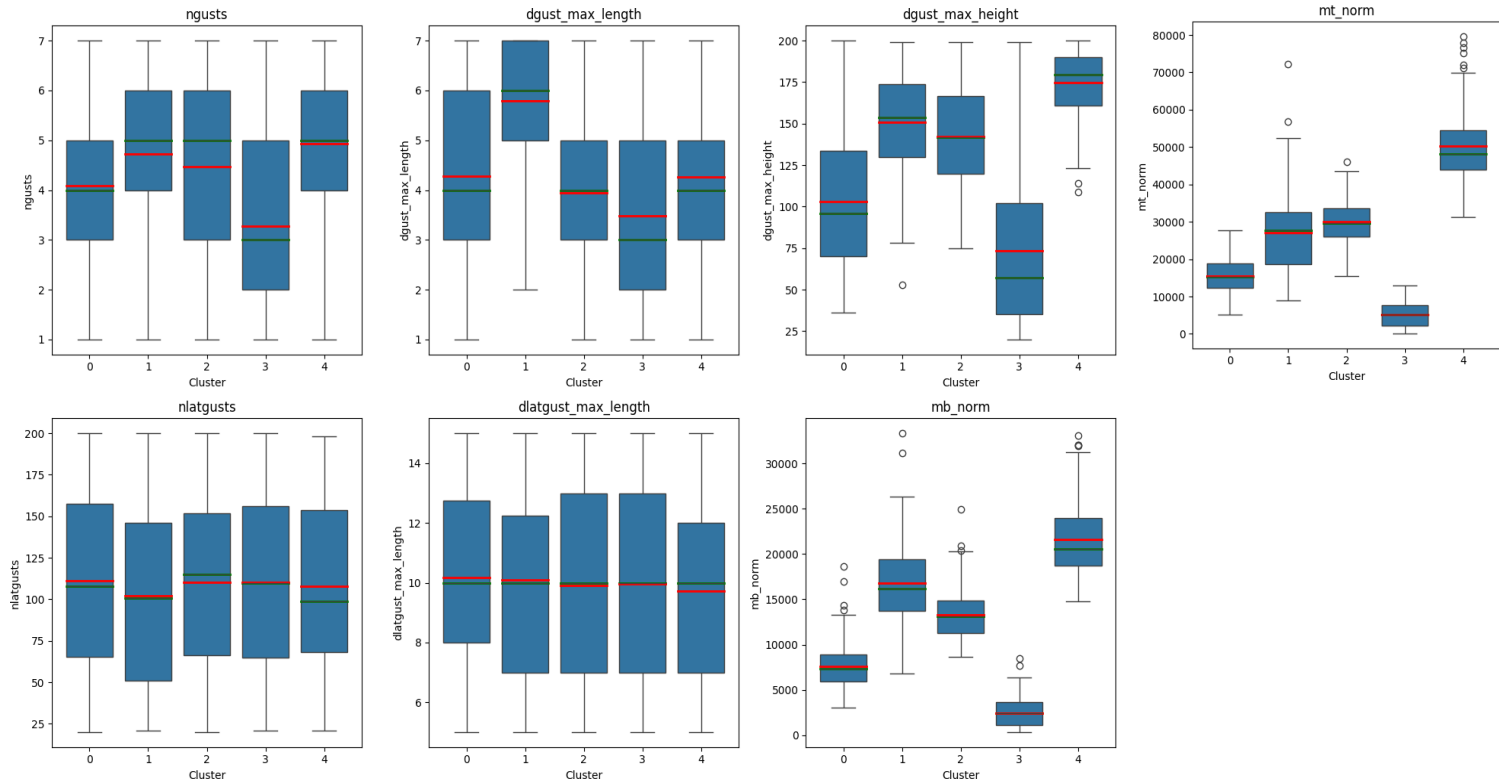 ngusts
ngusts
7
6
5
4
3
2
1
0 1 2 3 4
Cluster
dgust_max_length
dgust_max_length
7
6
5
4
3
2
1
0 1 2 3 4
Cluster
dgust_max_height
dgust_max_height
200
175
150
125
100
75
50
25
0 1 2 3 4
Cluster
mt_norm
mt_norm
80000
70000
60000
50000
40000
30000
20000
10000
0
0 1 2 3 4
Cluster
nlatgusts
nlatgusts
200
175
150
125
100
75
50
25
0 1 2 3 4
Cluster
dlatgust_max_length
dlatgust_max_length
14
12
10
8
6
0 1 2 3 4
Cluster
mb_norm
mb_norm
30000
25000
20000
15000
10000
5000
0
0 1 2 3 4
Cluster